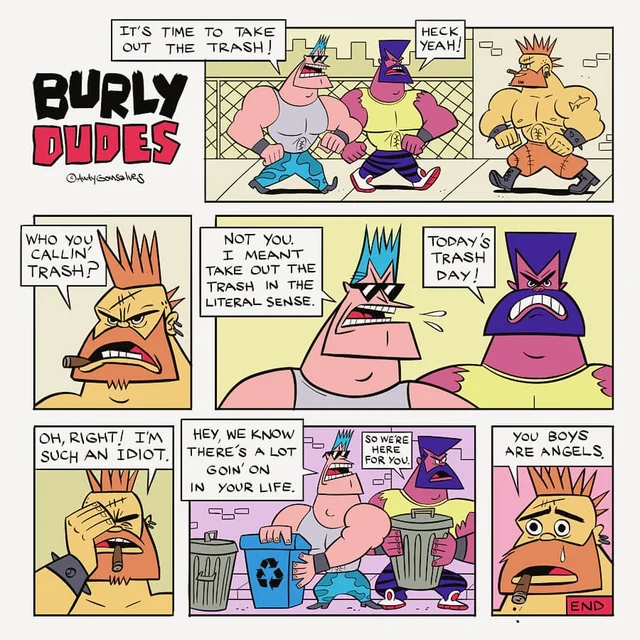 IT'S TIME TO TAKE
OUT THE TRASH!
HECK
YEAH!
BURLY
DUDES
©AndyGonsalves
WHO YOU
CALLIN'
TRASH?
NOT YOU.
I MEANT
TAKE OUT THE
TRASH IN THE
LITERAL SENSE.
TODAY'S
TRASH
DAY!
OH, RIGHT! I'M
SUCH AN IDIOT.
HEY, WE KNOW
THERE'S A LOT
GOIN' ON
IN YOUR LIFE.
SO WE'RE
HERE
FOR YOU.
YOU BOYS
ARE ANGELS.
END